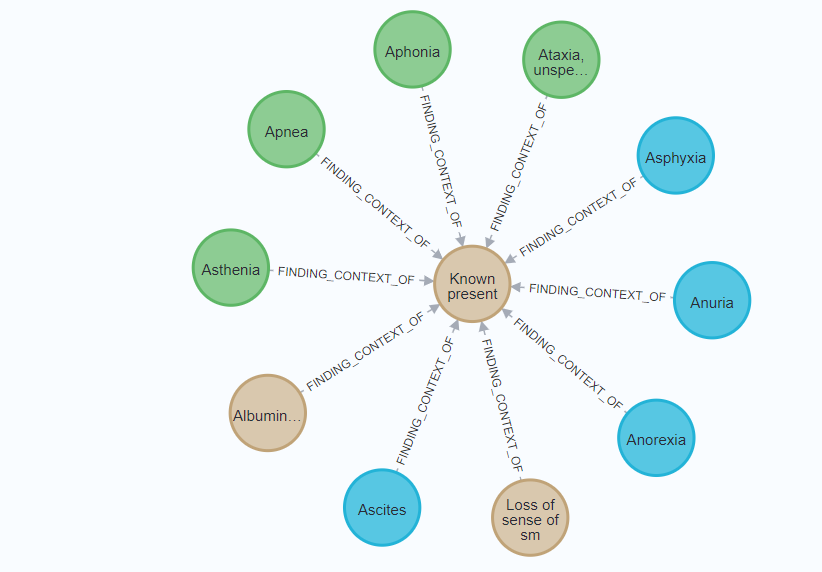 Aphonia
Ataxia,
unspe...
Apnea
Asphyxia
FINDING_CONTEXT_OF
FINDING_CONTEXT_OF
FINDING_CONTEXT_OF
FINDING_CONTEXT_OF
Asthenia
FINDING_CONTEXT_OF
Known
present
FINDING_CONTEXT_OF
Anuria
FINDING_CONTEXT_OF
FINDING_CONTEXT_OF
FINDING_CONTEXT_OF
FINDING_CONTEXT_OF
Albumin...
Anorexia
Ascites
Loss of
sense of
sm